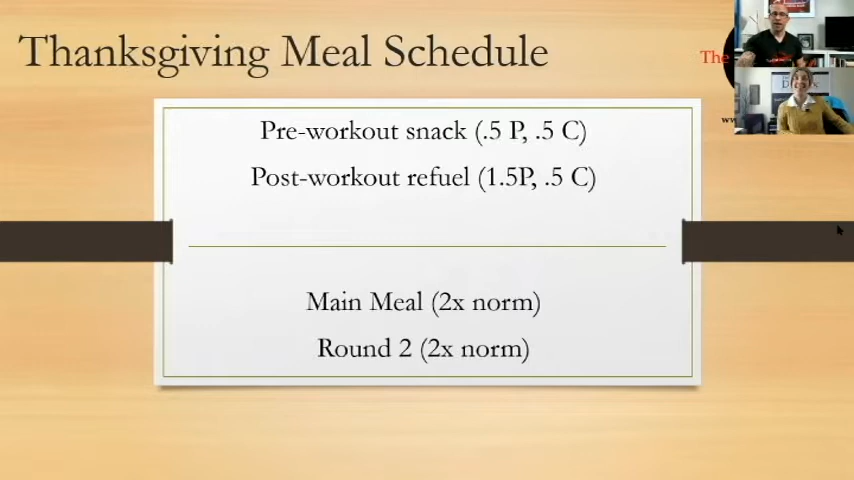 Thanksgiving Meal Schedule
The
Pre-workout snack (.5 P, .5 C)
Post-workout refuel (1.5P, .5 C)
Main Meal (2x norm)
Round 2 (2x norm)